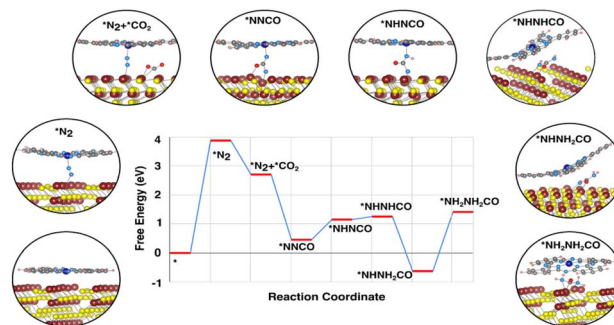 *N₂+*CO₂
*NNCO
*NHNCO
*NHNHCO
*N₂
*NHNH₂CO
*NH₂NH₂CO
Free Energy (eV)
4
3
2
1
0
-1
*
*N₂
*N₂+*CO₂
*NNCO
*NHNCO
*NHNHCO
*NHNH₂CO
*NH₂NH₂CO
Reaction Coordinate